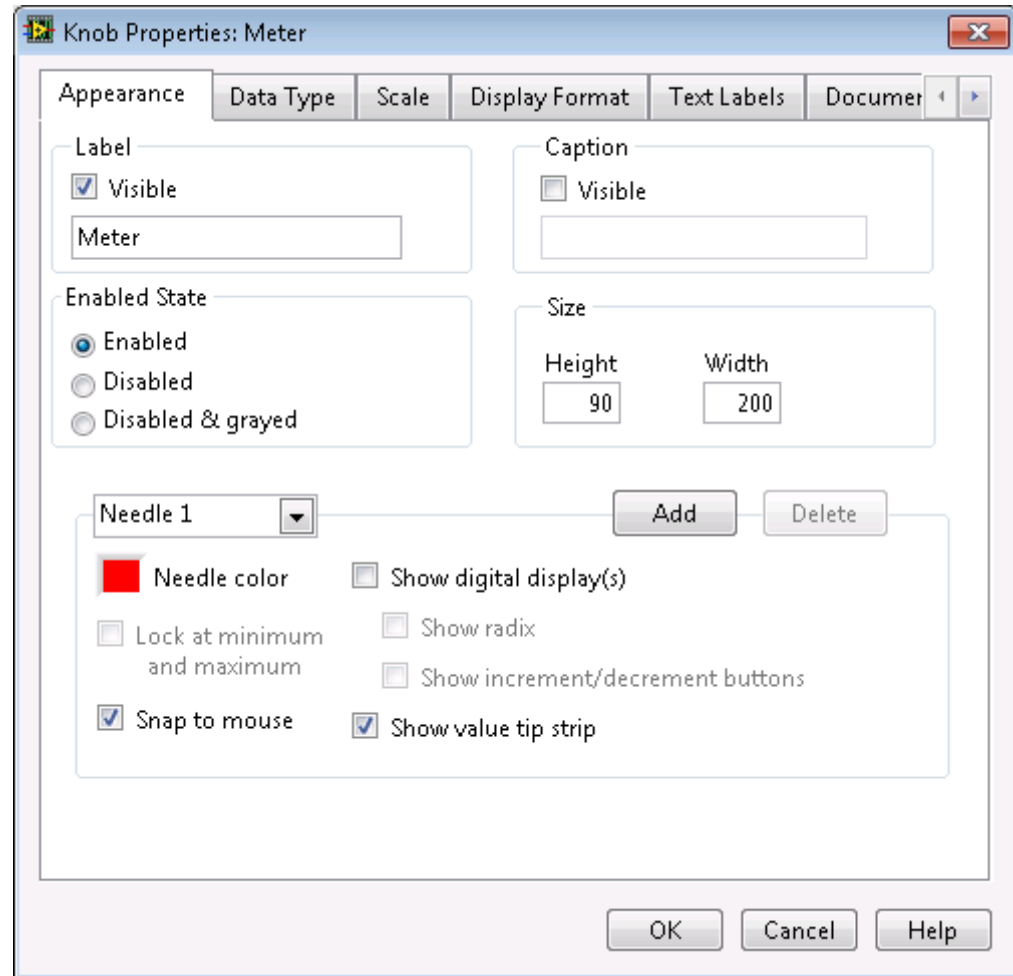 Knob Properties: Meter
Appearance Data Type Scale Display Format Text Labels Documen
Label
Visible
Meter
Caption
Visible
Enabled State
Enabled
Disabled
Disabled & grayed
Size
Height Width
90 200
Needle 1
Add Delete
Needle color
Lock at minimum
and maximum
Snap to mouse
Show digital display(s)
Show radix
Show increment/decrement buttons
Show value tip strip
OK Cancel Help